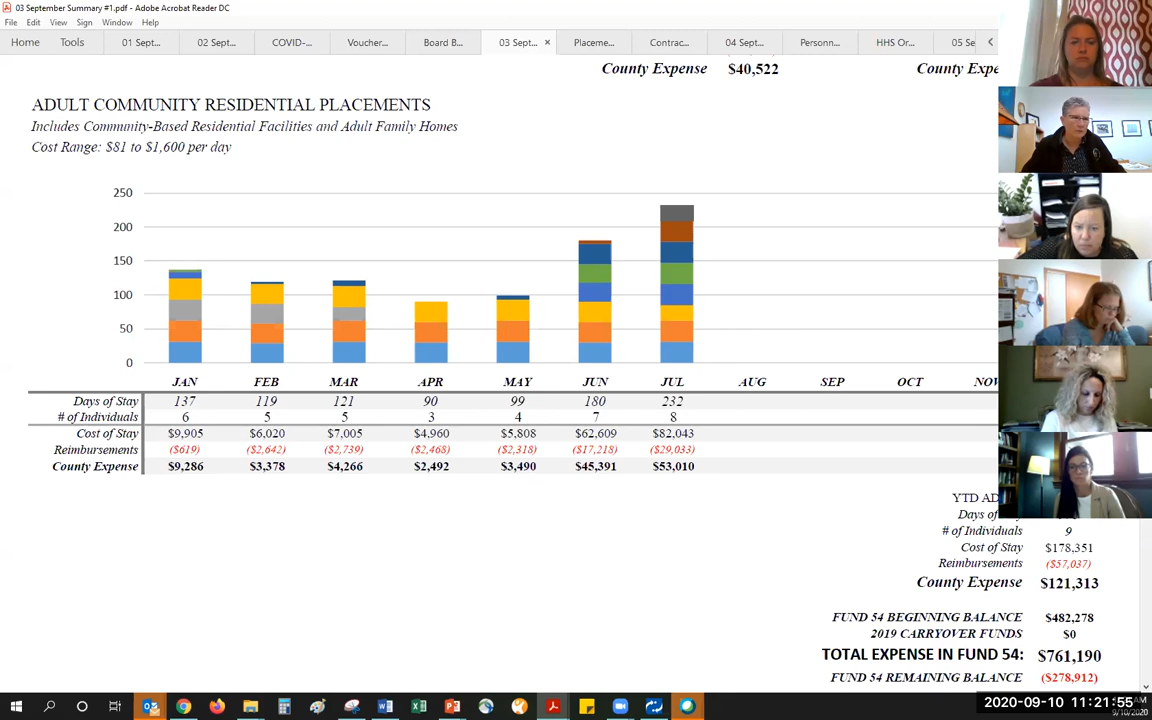 03 September Summary #1.pdf - Adobe Acrobat Reader DC
File Edit View Sign Window Help
Home Tools 01 Sept... 02 Sept... COVID-... Voucher... Board B... 03 Sept... × Placeme... Contrac... 04 Sept... Personn... HHS Or... 05 Se
County Expense $40,522 County Expe
ADULT COMMUNITY RESIDENTIAL PLACEMENTS
Includes Community-Based Residential Facilities and Adult Family Homes
Cost Range: $81 to $1,600 per day
250
200
150
100
50
0
JAN FEB MAR APR MAY JUN JUL AUG SEP OCT NOV
Days of Stay 137 119 121 90 99 180 232
# of Individuals 6 5 5 3 4 7 8
Cost of Stay $9,905 $6,020 $7,005 $4,960 $5,808 $62,609 $82,043
Reimbursements ($619) ($2,642) ($2,739) ($2,468) ($2,318) ($17,218) ($29,033)
County Expense $9,286 $3,378 $4,266 $2,492 $3,490 $45,391 $53,010
YTD AD
Days of
# of Individuals 9
Cost of Stay $178,351
Reimbursements ($57,037)
County Expense $121,313
FUND 54 BEGINNING BALANCE $482,278
2019 CARRYOVER FUNDS $0
TOTAL EXPENSE IN FUND 54: $761,190
FUND 54 REMAINING BALANCE ($278,912)
2020-09-10 11:21:55
9/10/2020